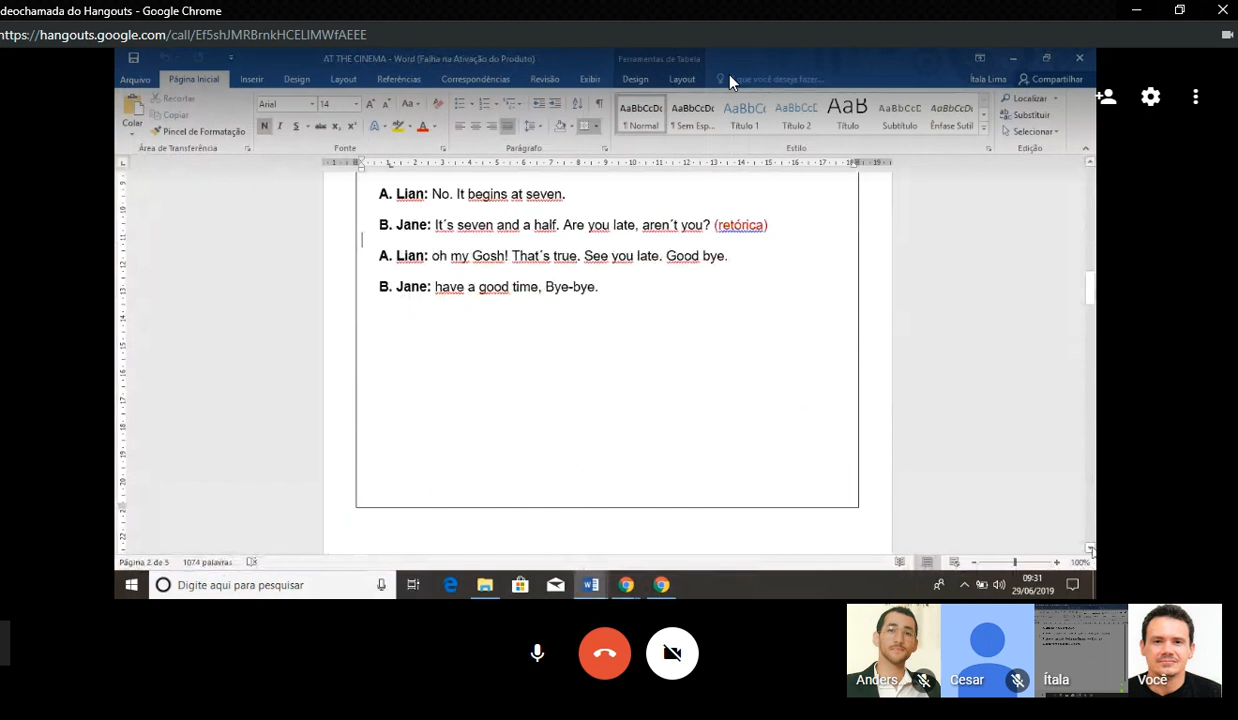 deochamada do Hangouts - Google Chrome
https://hangouts.google.com/call/Ef5shJMRBrnkHCELIMWfAEEE
AT THE CINEMA - Word (Falha na Ativação do Produto)
Ferramentas de Tabela
Arquivo Página Inicial Inserir Design Layout Referências Correspondências Revisão Exibir Design Layout que você deseja fazer... Ítala Lima Compartilhar
Colar
Recortar
Copiar
Pincel de Formatação
Arial 14
AaBbCcDc AaBbCcDc AaBbCc AaBbCcD AaB AaBbCcD AaBbCcDc
¶ Normal ¶ Sem Esp... Título 1 Título 2 Título Subtítulo Ênfase Sutil
Localizar
Substituir
Selecionar
Área de Transferência Fonte Parágrafo Estilo Edição
A. Lian: No. It begins at seven.
B. Jane: It´s seven and a half. Are you late, aren´t you? (retórica)
A. Lian: oh my Gosh! That´s true. See you late. Good bye.
B. Jane: have a good time, Bye-bye.
Página 2 de 5 1074 palavras 100%
Digite aqui para pesquisar
09:31
29/06/2019
Anders... Cesar Ítala Você